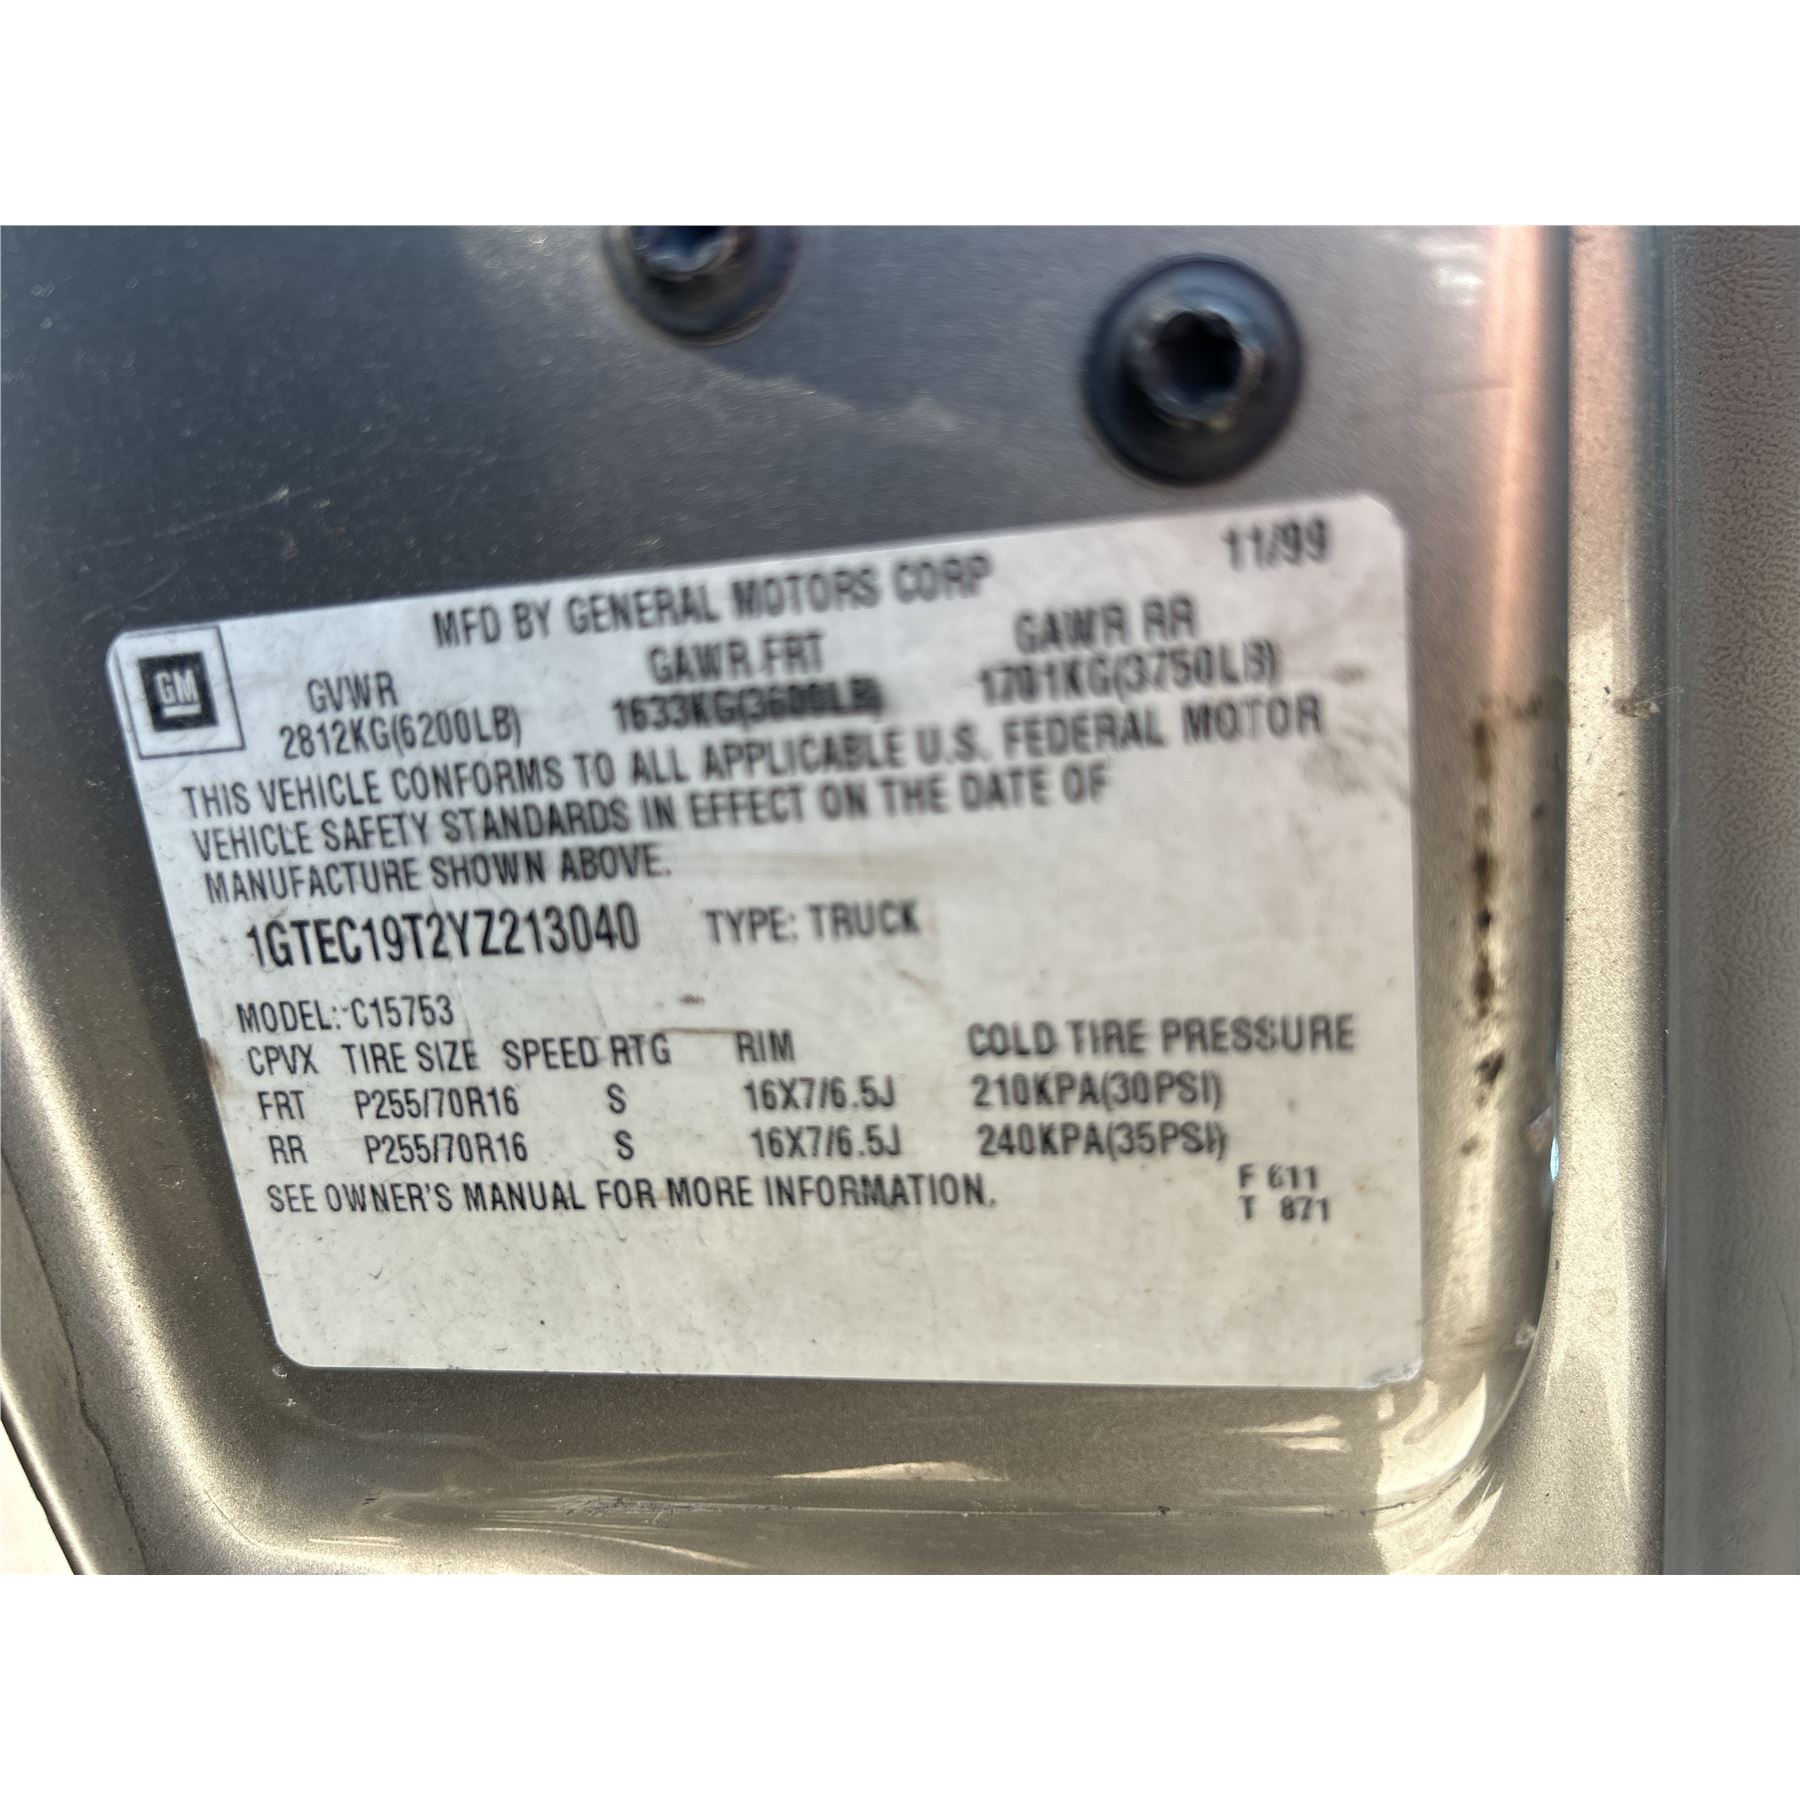 11/99
MFD BY GENERAL MOTORS CORP
GM
GVWR GAWR FRT GAWR RR
2812KG(6200LB) 1633KG(3600LB) 1701KG(3750LB)
THIS VEHICLE CONFORMS TO ALL APPLICABLE U.S. FEDERAL MOTOR
VEHICLE SAFETY STANDARDS IN EFFECT ON THE DATE OF
MANUFACTURE SHOWN ABOVE.
1GTEC19T2YZ213040 TYPE: TRUCK
MODEL: C15753
CPVX TIRE SIZE SPEED RTG RIM COLD TIRE PRESSURE
FRT P255/70R16 S 16X7/6.5J 210KPA(30PSI)
RR P255/70R16 S 16X7/6.5J 240KPA(35PSI)
SEE OWNER'S MANUAL FOR MORE INFORMATION.
F 611
T 871